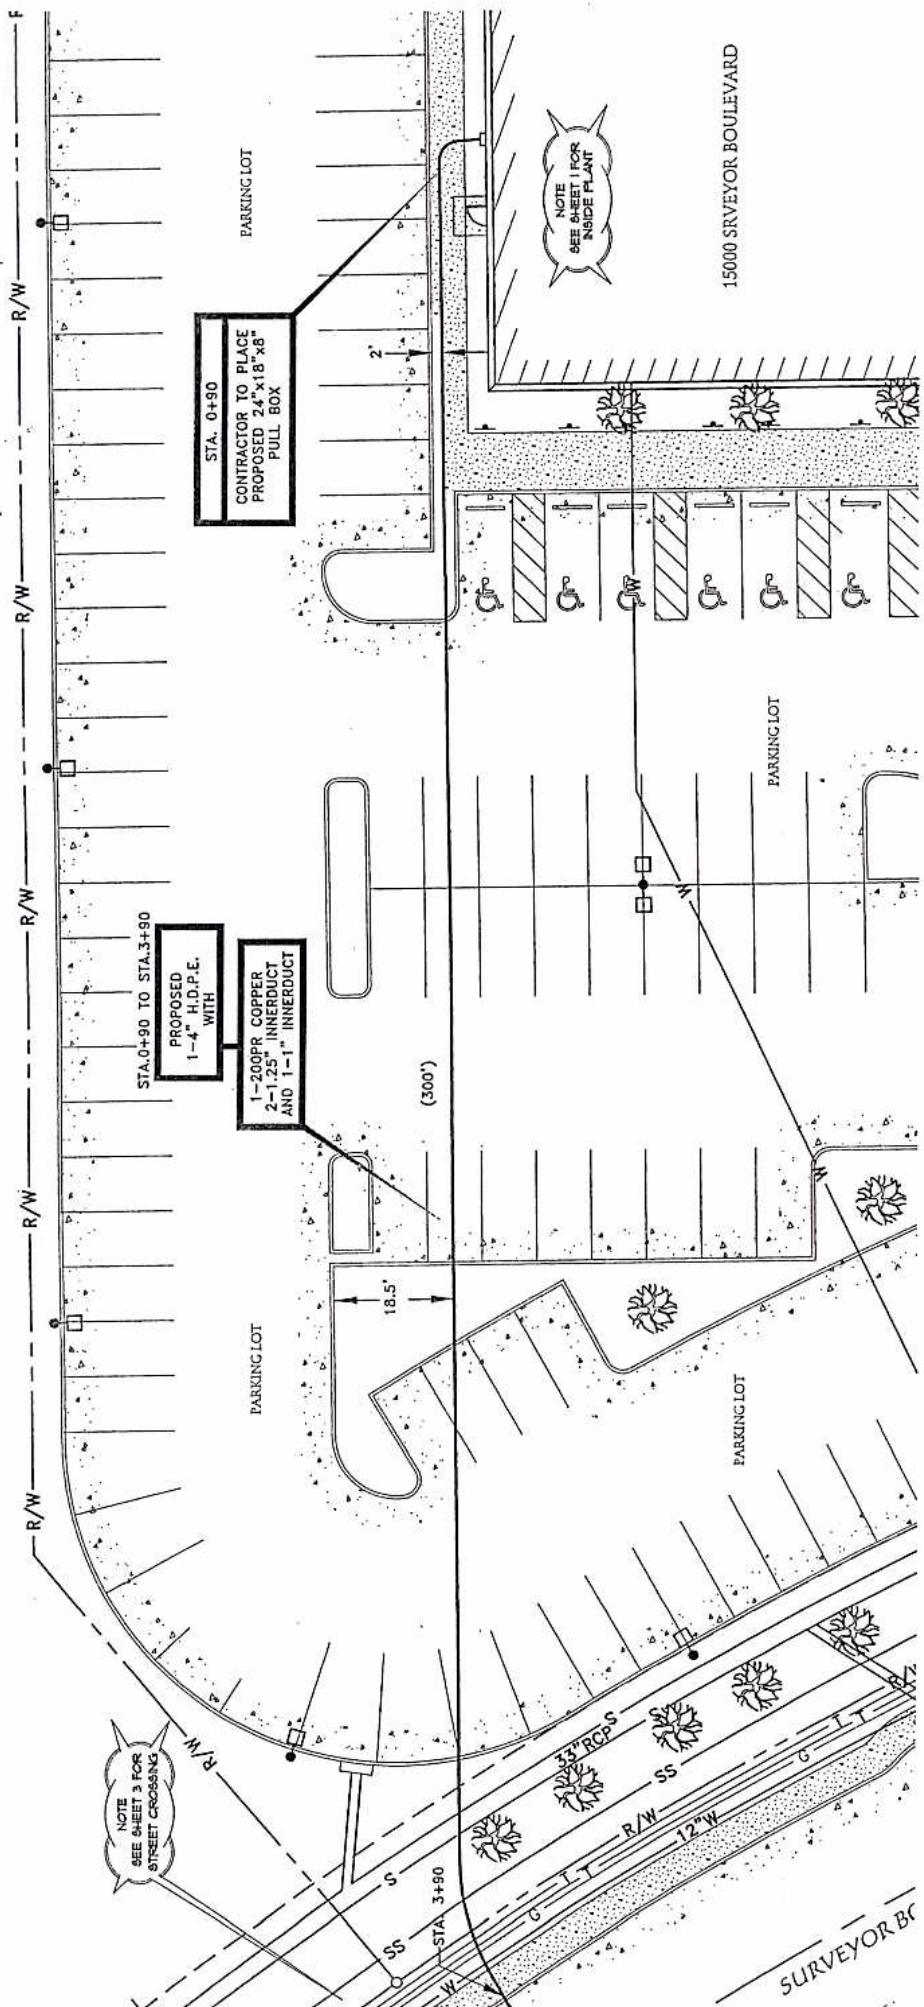 R/W
R/W
R/W
R/W
R/W
R/W
PARKING LOT
STA. 0+90
CONTRACTOR TO PLACE
PROPOSED 24"x18"x8"
PULL BOX
2'
NOTE
SEE SHEET 1 FOR
INSIDE PLANT
15000 SRVEYOR BOULEVARD
STA.0+90 TO STA.3+90
PROPOSED
1-4" H.D.P.E.
WITH
1-200PR COPPER
2-1.25" INNERDUCT
AND 1-1" INNERDUCT
(300')
W
W
W
PARKING LOT
18.5'
PARKING LOT
PARKING LOT
NOTE
SEE SHEET 3 FOR
STREET CROSSING
S
33"RCP
S
SS
SS
R/W
T
T
T
T
G
G
12"W
W
STA. 3+90
SURVEYOR BO